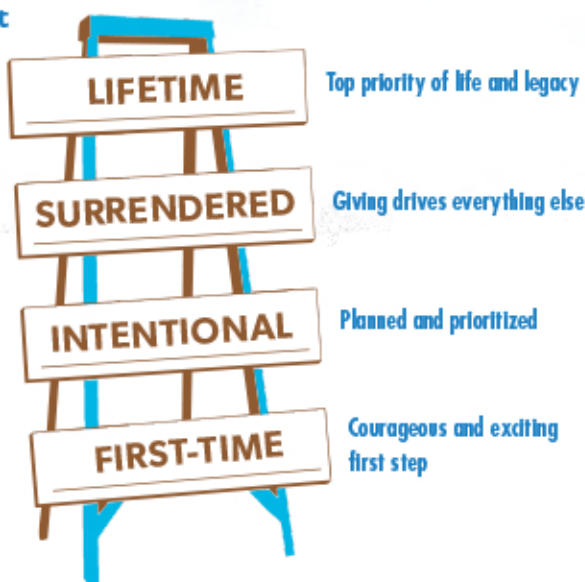 t
LIFETIME
Top priority of life and legacy
SURRENDERED
Giving drives everything else
INTENTIONAL
Planned and prioritized
FIRST-TIME
Courageous and exciting
first step